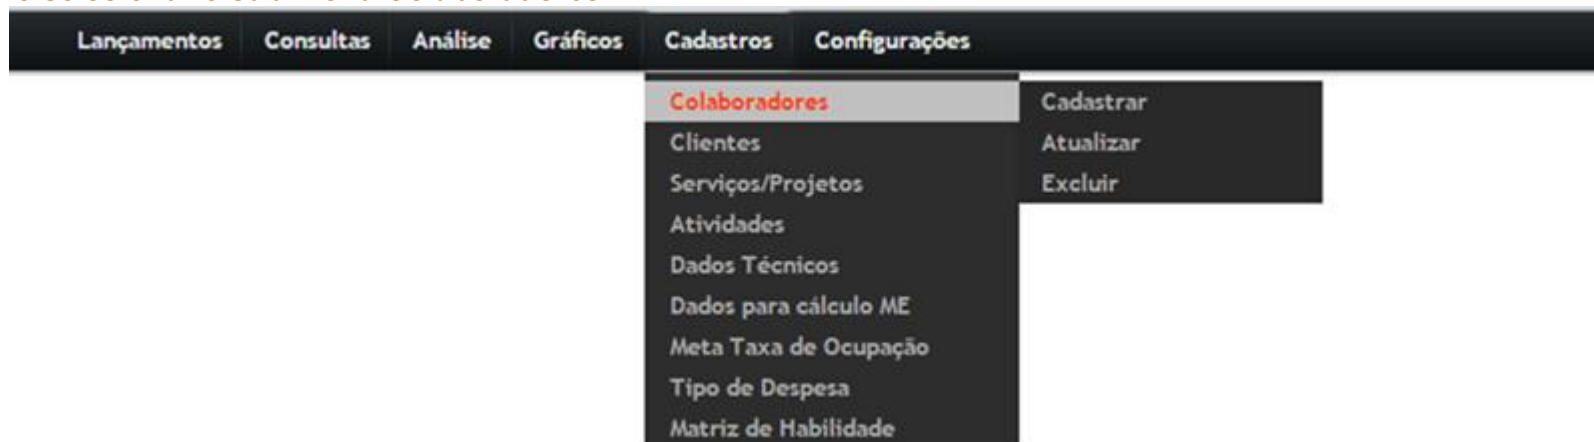 Lançamentos Consultas Análise Gráficos Cadastros Configurações
Colaboradores Cadastrar
Clientes Atualizar
Serviços/Projetos Excluir
Atividades
Dados Técnicos
Dados para cálculo ME
Meta Taxa de Ocupação
Tipo de Despesa
Matriz de Habilidade